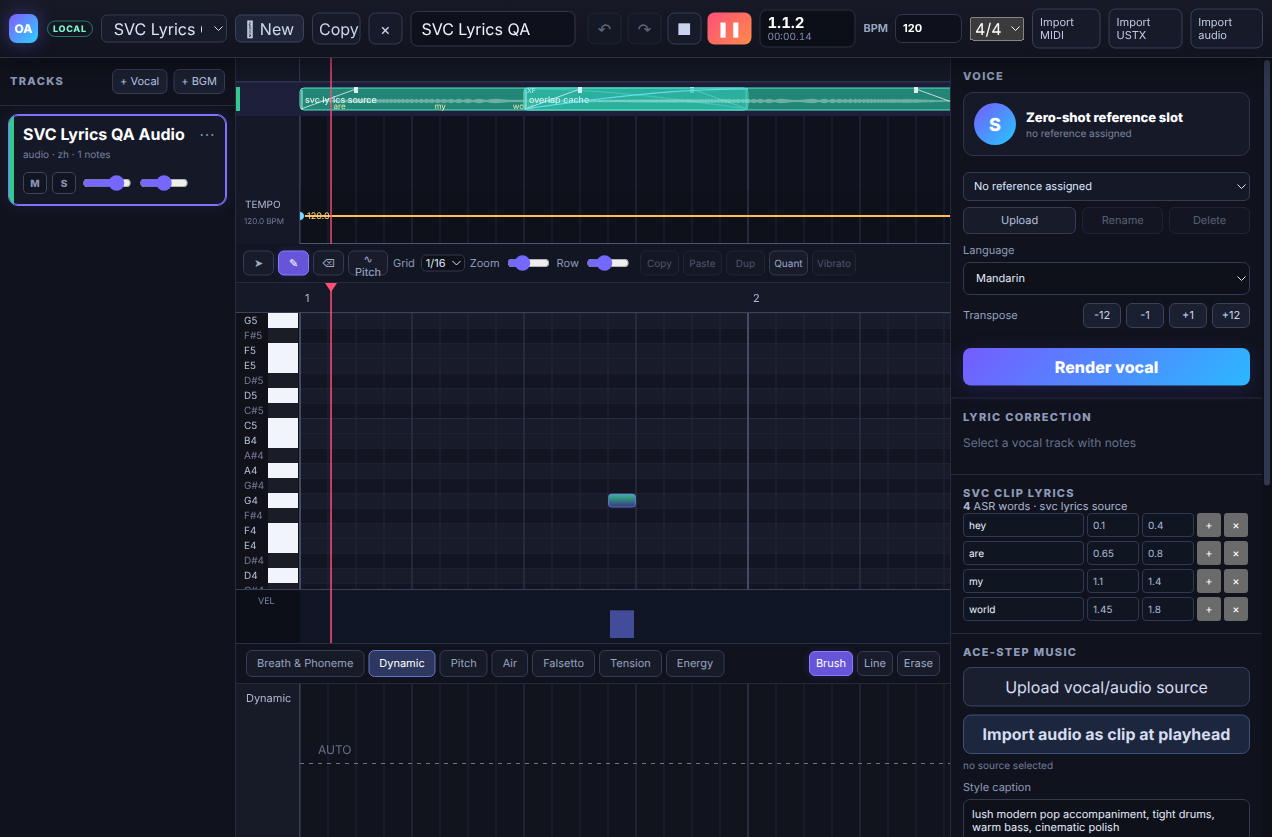 OA
LOCAL
SVC Lyrics
New
Copy
×
SVC Lyrics QA
1.1.2
00:00.14
BPM
120
4/4
Import MIDI
Import USTX
Import audio
TRACKS
+ Vocal
+ BGM
SVC Lyrics QA Audio
audio · zh · 1 notes
M
S
svc lyrics source
are
my
wo
XF
overlap cache
TEMPO
120.0 BPM
120.0
Pitch
Grid
1/16
Zoom
Row
Copy
Paste
Dup
Quant
Vibrato
1
2
G5
F#5
F5
E5
D#5
D5
C#5
C5
B4
A#4
A4
G#4
G4
F#4
F4
E4
D#4
D4
VEL
Breath & Phoneme
Dynamic
Pitch
Air
Falsetto
Tension
Energy
Brush
Line
Erase
Dynamic
AUTO
VOICE
S
Zero-shot reference slot
no reference assigned
No reference assigned
Upload
Rename
Delete
Language
Mandarin
Transpose
-12
-1
+1
+12
Render vocal
LYRIC CORRECTION
Select a vocal track with notes
SVC CLIP LYRICS
4 ASR words · svc lyrics source
hey 0.1 0.4 + ×
are 0.65 0.8 + ×
my 1.1 1.4 + ×
world 1.45 1.8 + ×
ACE-STEP MUSIC
Upload vocal/audio source
Import audio as clip at playhead
no source selected
Style caption
lush modern pop accompaniment, tight drums,
warm bass, cinematic polish